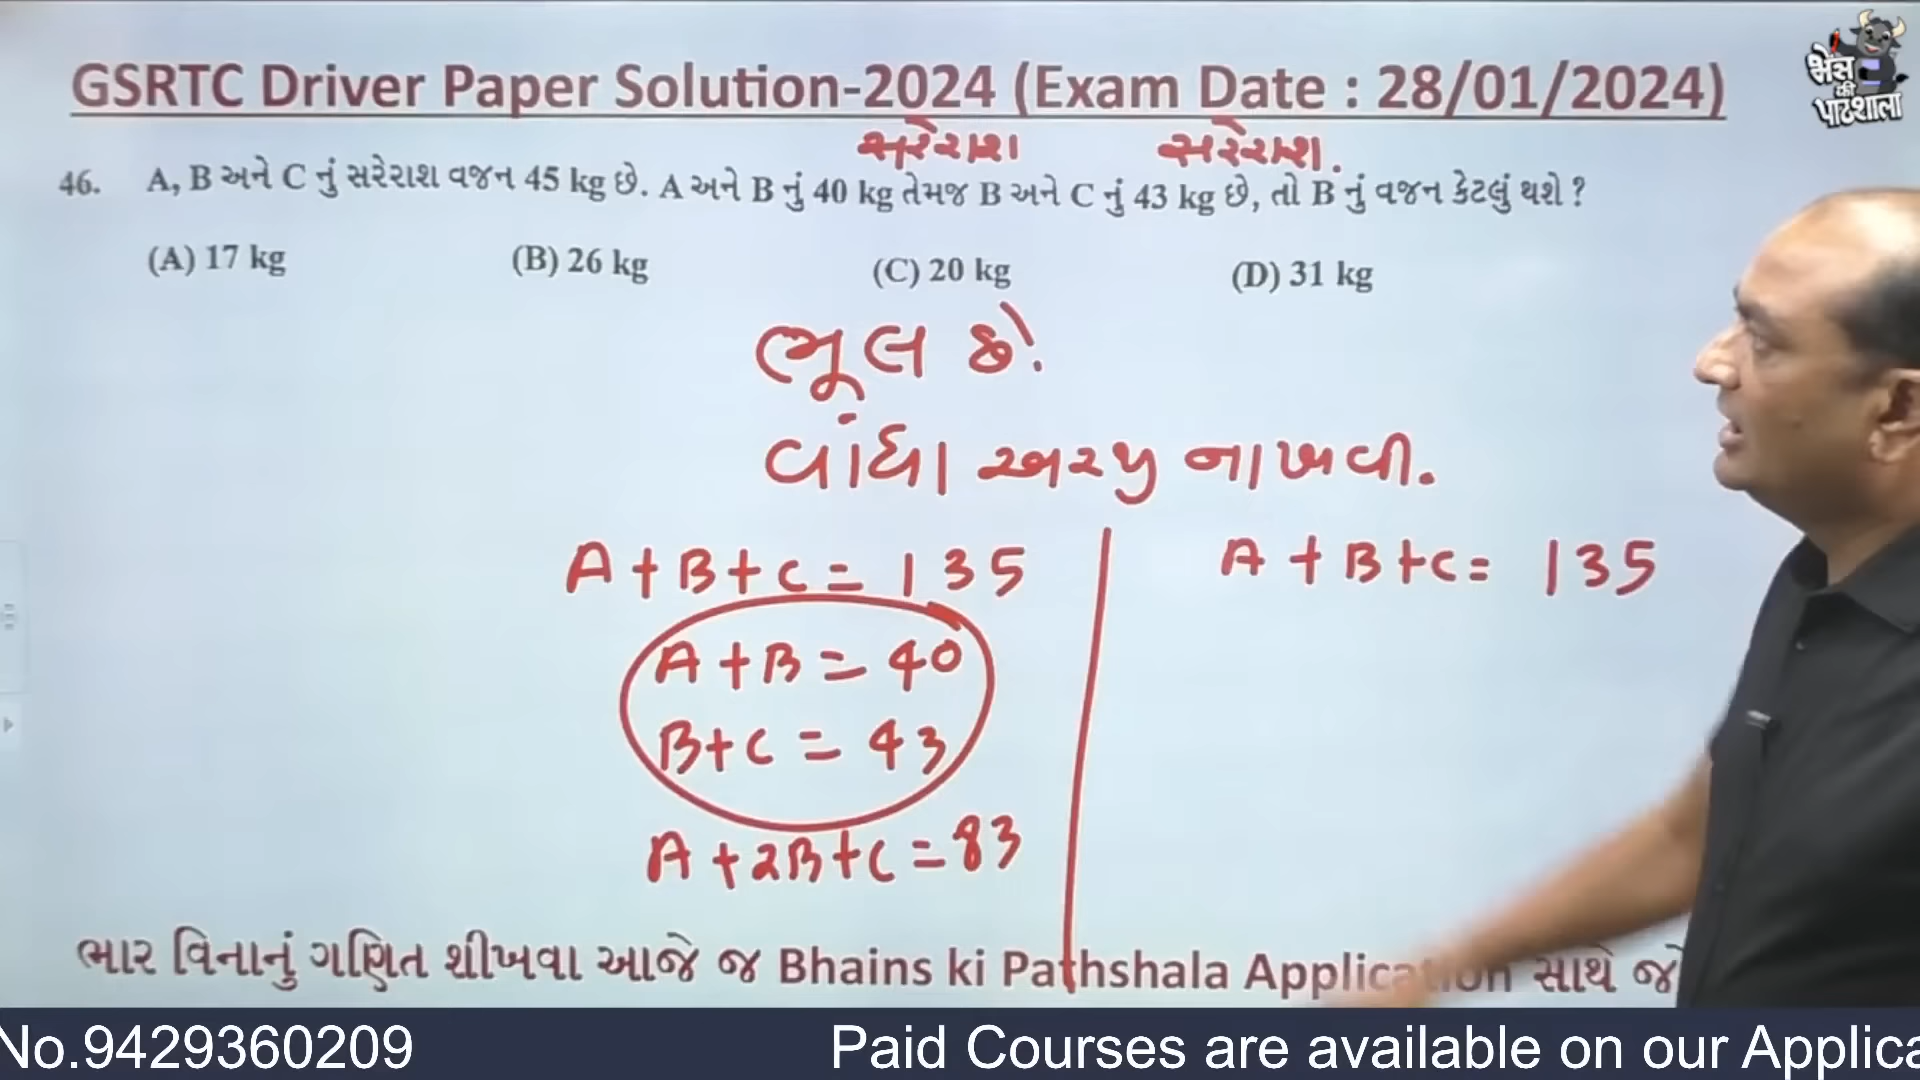 GSRTC Driver Paper Solution-2024 (Exam Date : 28/01/2024)
भैंस
की
पाठशाला
સરેરાશ સરેરાશ.
46. A, B અને C નું સરેરાશ વજન 45 kg છે. A અને B નું 40 kg તેમજ B અને C નું 43 kg છે, તો B નું વજન કેટલું થશે ?
(A) 17 kg (B) 26 kg (C) 20 kg (D) 31 kg
ભૂલ છે.
વાંધા અરજી નાખવી.
A+B+C=135
A+B=40
B+C=43
A+2B+C=83
A+B+C=135
ભાર વિનાનું ગણિત શીખવા આજે જ Bhains ki Pathshala Application સાથે
No.9429360209 Paid Courses are available on our Applica